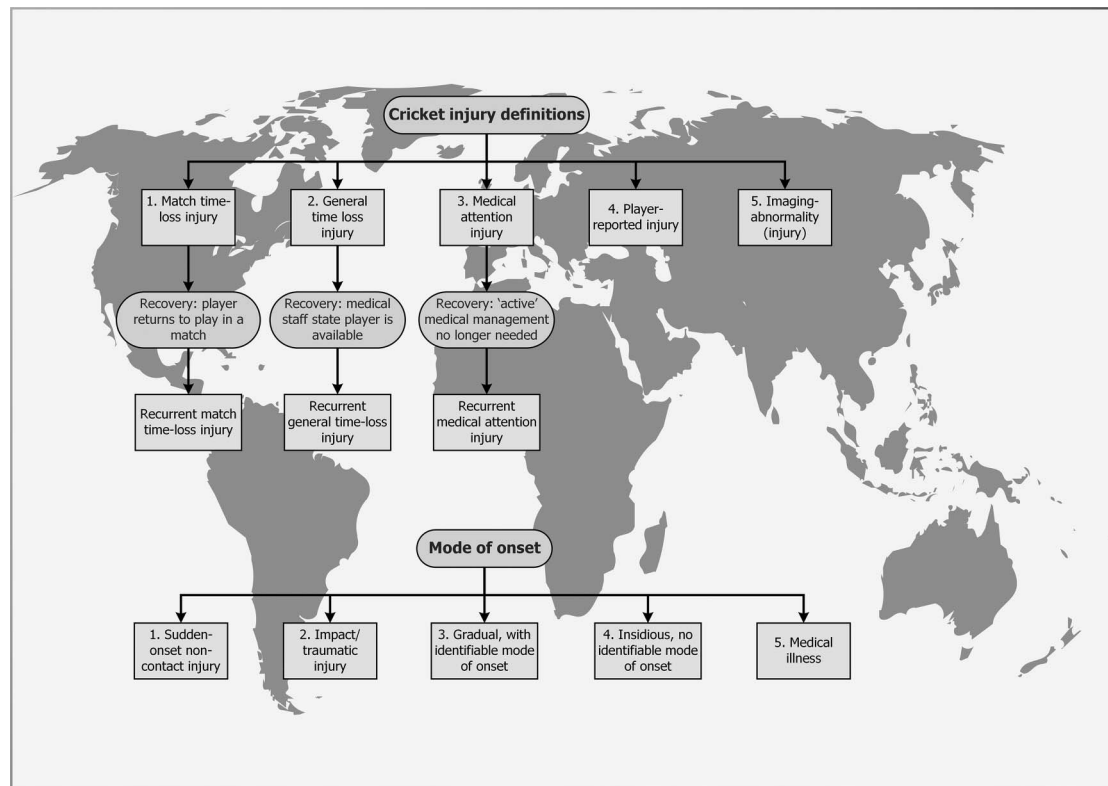 Cricket injury definitions
1. Match time-
loss injury
2. General
time loss
injury
3. Medical
attention
injury
4. Player-
reported injury
5. Imaging-
abnormality
(injury)
Recovery: player
returns to play in a
match
Recovery: medical
staff state player is
available
Recovery: ‘active’
medical management
no longer needed
Recurrent match
time-loss injury
Recurrent
general time-loss
injury
Recurrent
medical attention
injury
Mode of onset
1. Sudden-
onset non-
contact injury
2. Impact/
traumatic
injury
3. Gradual, with
identifiable mode
of onset
4. Insidious, no
identifiable mode
of onset
5. Medical
illness